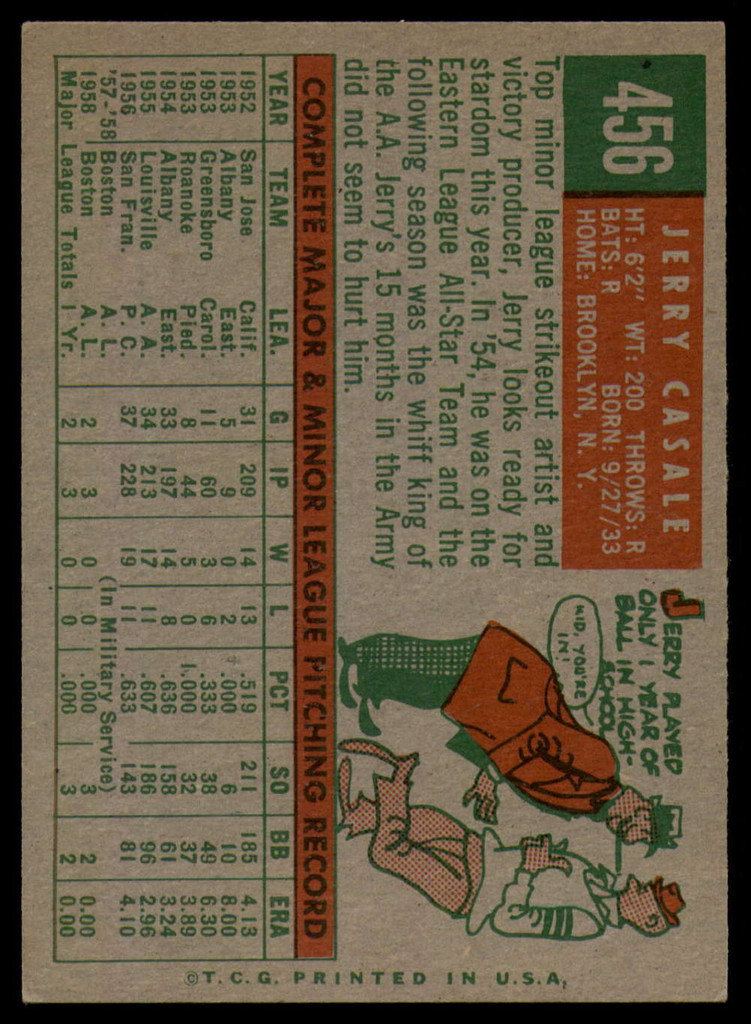 456
JERRY CASALE
HT: 6'2" WT: 200 THROWS: R
BATS: R BORN: 9/27/33
HOME: BROOKLYN, N. Y.
Top minor league strikeout artist and
victory producer, Jerry looks ready for
stardom this year. In '54, he was on the
Eastern League All-Star Team and the
following season was the whiff king of
the A.A. Jerry's 15 months in the Army
did not seem to hurt him.
JERRY PLAYED
ONLY 1 YEAR OF
BALL IN HIGH-
SCHOOL
KID, YOU'RE
IN!
COMPLETE MAJOR & MINOR LEAGUE PITCHING RECORD
YEAR TEAM LEA. G IP W L PCT SO BB ERA
1952 San Jose Calif. 31 209 14 13 .519 211 185 4.13
1953 Albany East. 5 9 0 2 .000 6 10 8.00
1953 Greensboro Carol. 11 60 3 6 .333 38 49 6.30
1953 Roanoke Pied. 8 44 5 0 1.000 32 37 3.89
1954 Albany East. 33 197 14 8 .636 158 61 3.24
1955 Louisville A. A. 34 213 17 11 .607 186 96 2.96
1956 San Fran. P. C. 37 228 19 11 .633 143 81 4.10
'57-'58 Boston A. L. (In Military Service)
1958 Boston A. L. 2 3 0 0 .000 3 2 0.00
Major League Totals 1 Yr. 2 3 0 0 .000 3 2 0.00
©T.C.G. PRINTED IN U.S.A.